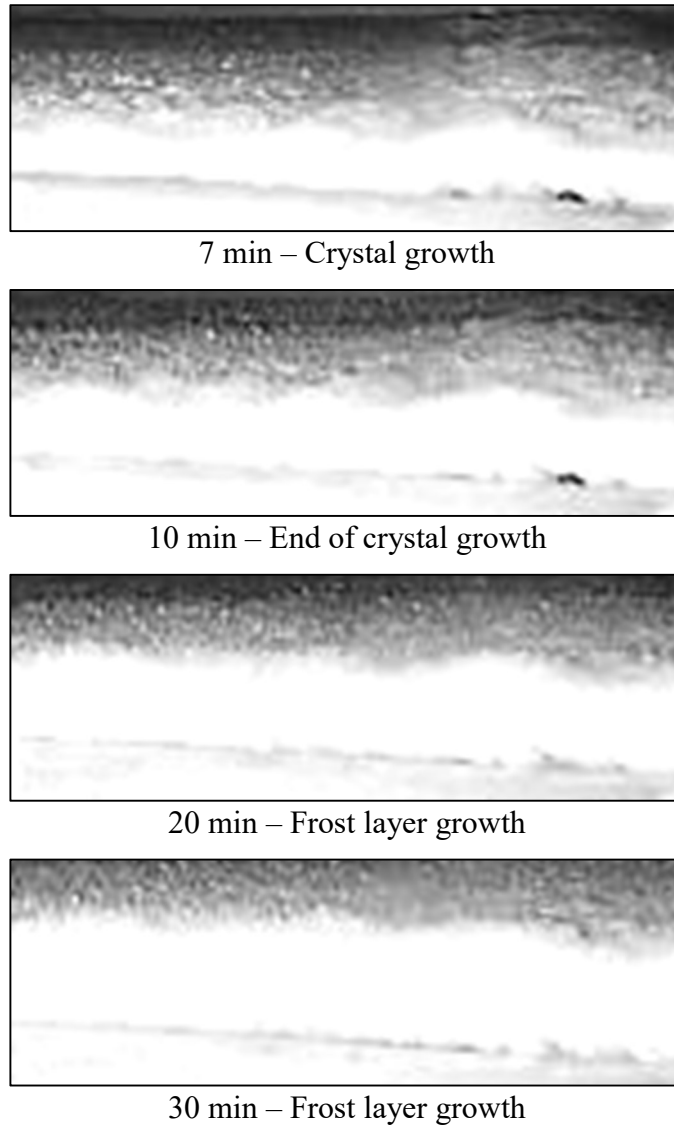 7 min – Crystal growth
10 min – End of crystal growth
20 min – Frost layer growth
30 min – Frost layer growth